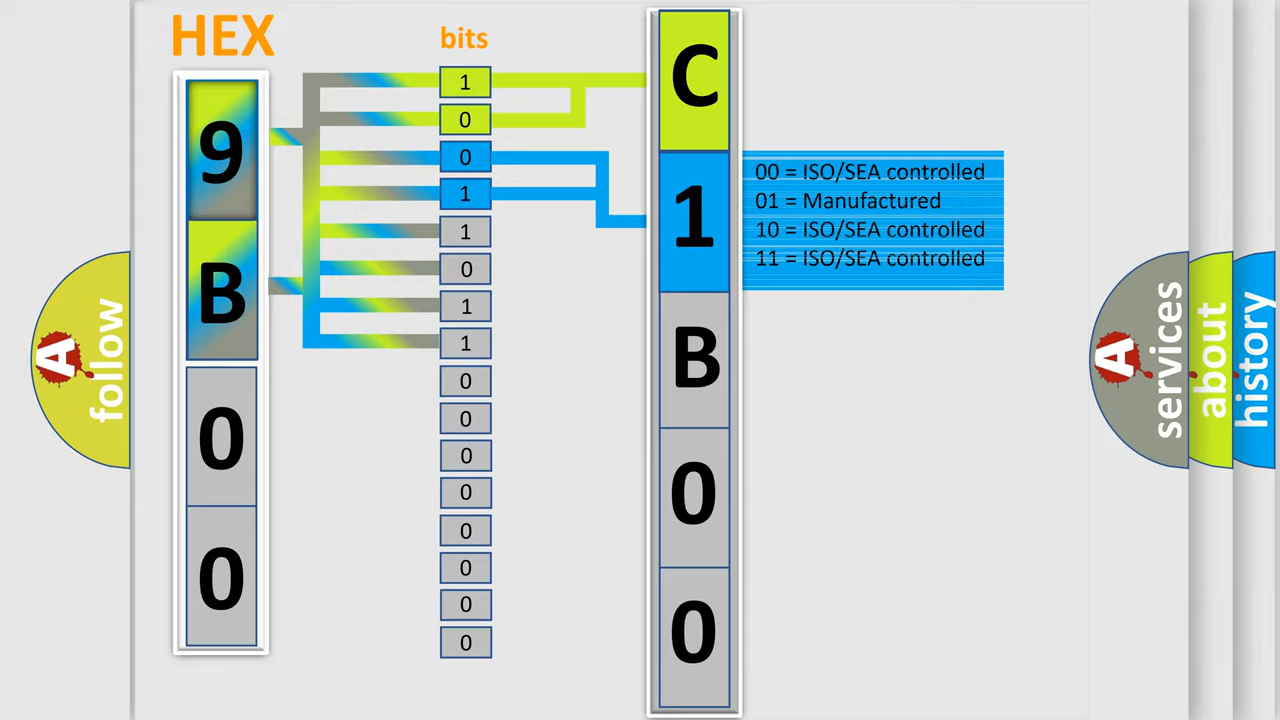 HEX
bits
9
B
0
0
1
0
0
1
1
0
1
1
0
0
0
0
0
0
0
0
C
1
B
0
0
00 = ISO/SEA controlled
01 = Manufactured
10 = ISO/SEA controlled
11 = ISO/SEA controlled
A
follow
A
services
about
history